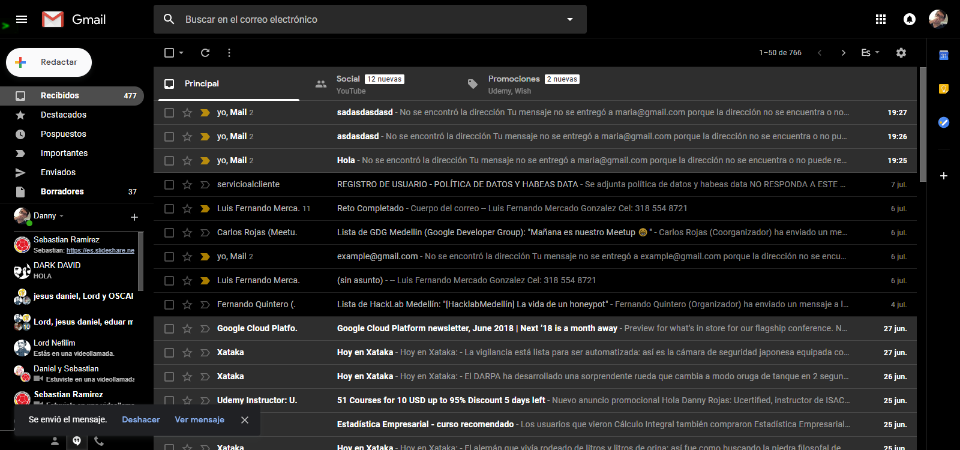 Gmail
Buscar en el correo electrónico
Redactar
1–50 de 766
Es
Principal
Social 12 nuevas
YouTube
Promociones 2 nuevas
Udemy, Wish
Recibidos 477
Destacados
Pospuestos
Importantes
Enviados
Borradores 37
Danny
Sebastian Ramirez
Sebastian: https://es.slideshare.ne
DARK DAVID
HOLA
jesus daniel, Lord y OSCAI
Lord, jesus daniel, eduar m
Lord Nefilim
Estás en una videollamada.
Daniel y Sebastian
Estuviste en una videollamada
Sebastian Ramirez
Estuviste en una videollama
yo, Mail 2 sadasdasdasd - No se encontró la dirección Tu mensaje no se entregó a maria@gmail.com porque la dirección no se encuentra o no... 19:27
yo, Mail 2 asdasdasd - No se encontró la dirección Tu mensaje no se entregó a maria@gmail.com porque la dirección no se encuentra o no pu... 19:26
yo, Mail 2 Hola - No se encontró la dirección Tu mensaje no se entregó a maria@gmail.com porque la dirección no se encuentra o no puede re... 19:25
servicioalcliente REGISTRO DE USUARIO - POLÍTICA DE DATOS Y HABEAS DATA - Se adjunta política de datos y habeas data NO RESPONDA A ESTE ... 7 jul.
Luis Fernando Merca. 11 Reto Completado - Cuerpo del correo -- Luis Fernando Mercado Gonzalez Cel: 318 554 8721 6 jul.
Carlos Rojas (Meetu. Lista de GDG Medellin (Google Developer Group): "Mañana es nuestro Meetup 😀 " - Carlos Rojas (Coorganizador) ha enviado un me... 6 jul.
yo, Mail 2 example@gmail.com - No se encontró la dirección Tu mensaje no se entregó a example@gmail.com porque la dirección no se encu... 6 jul.
Luis Fernando Merca. (sin asunto) -- Luis Fernando Mercado Gonzalez Cel: 318 554 8721 6 jul.
Fernando Quintero (. Lista de HackLab Medellín: "[HacklabMedellin] La vida de un honeypot" - Fernando Quintero (Organizador) ha enviado un mensaje a l... 4 jul.
Google Cloud Platfo. Google Cloud Platform newsletter, June 2018 | Next '18 is a month away - Preview for what's in store for our flagship conference. N... 27 jun.
Xataka Hoy en Xataka - Hoy en Xataka: - La vigilancia está lista para ser automatizada: así es la cámara de seguridad japonesa equipada co... 27 jun.
Xataka Hoy en Xataka - Hoy en Xataka: - El DARPA ha desarrollado una sorprendente rueda que cambia a modo oruga de tanque en 2 segun... 26 jun.
Udemy Instructor: U. 51 Courses for 10 USD up to 95% Discount 5 days left - Nuevo anuncio promocional Hola Danny Rojas: Ucertified, instructor de ISAC... 25 jun.
Estadística Empresarial - curso recomendado - Los usuarios que vieron Cálculo Integral también compraron Estadística Empresarial... 25 jun.
Xataka Hoy en Xataka - Hoy en Xataka: - El alemán que vivía rodeado de litros y litros de orina: así fue como buscando la piedra filosofal de... 25 jun.
Se envió el mensaje. Deshacer Ver mensaje